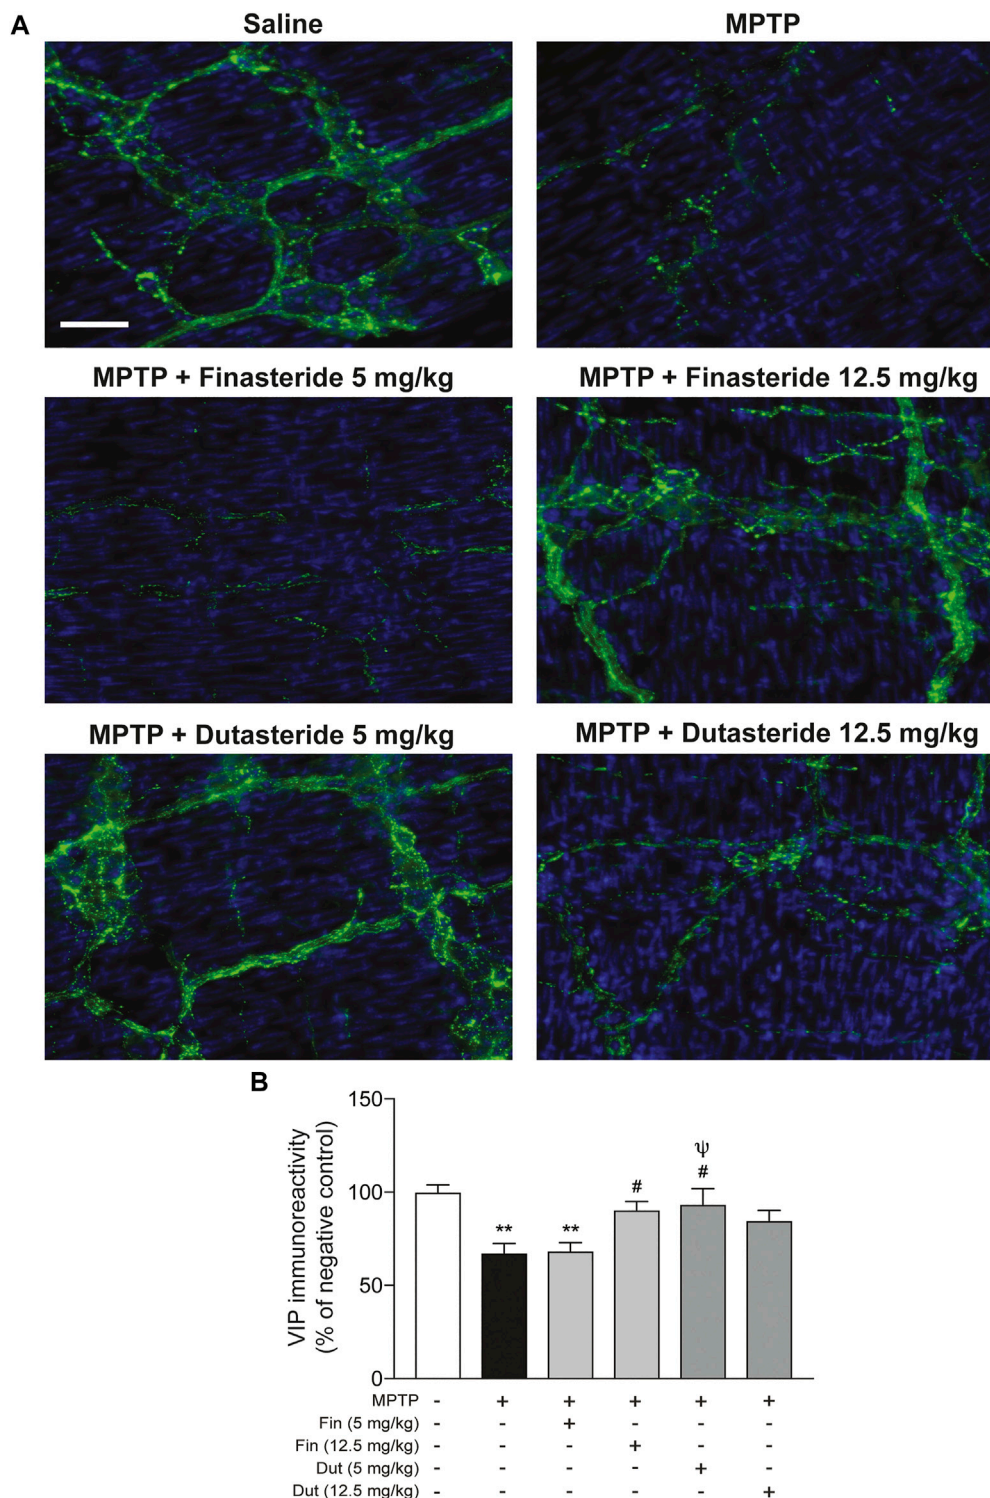 A
Saline
MPTP
MPTP + Finasteride 5 mg/kg
MPTP + Finasteride 12.5 mg/kg
MPTP + Dutasteride 5 mg/kg
MPTP + Dutasteride 12.5 mg/kg
B
VIP immunoreactivity
(% of negative control)
150
100
50
0
**
**
#
ψ
#
MPTP - + + + + +
Fin (5 mg/kg) - - + - - -
Fin (12.5 mg/kg) - - - + - -
Dut (5 mg/kg) - - - - + -
Dut (12.5 mg/kg) - - - - - +